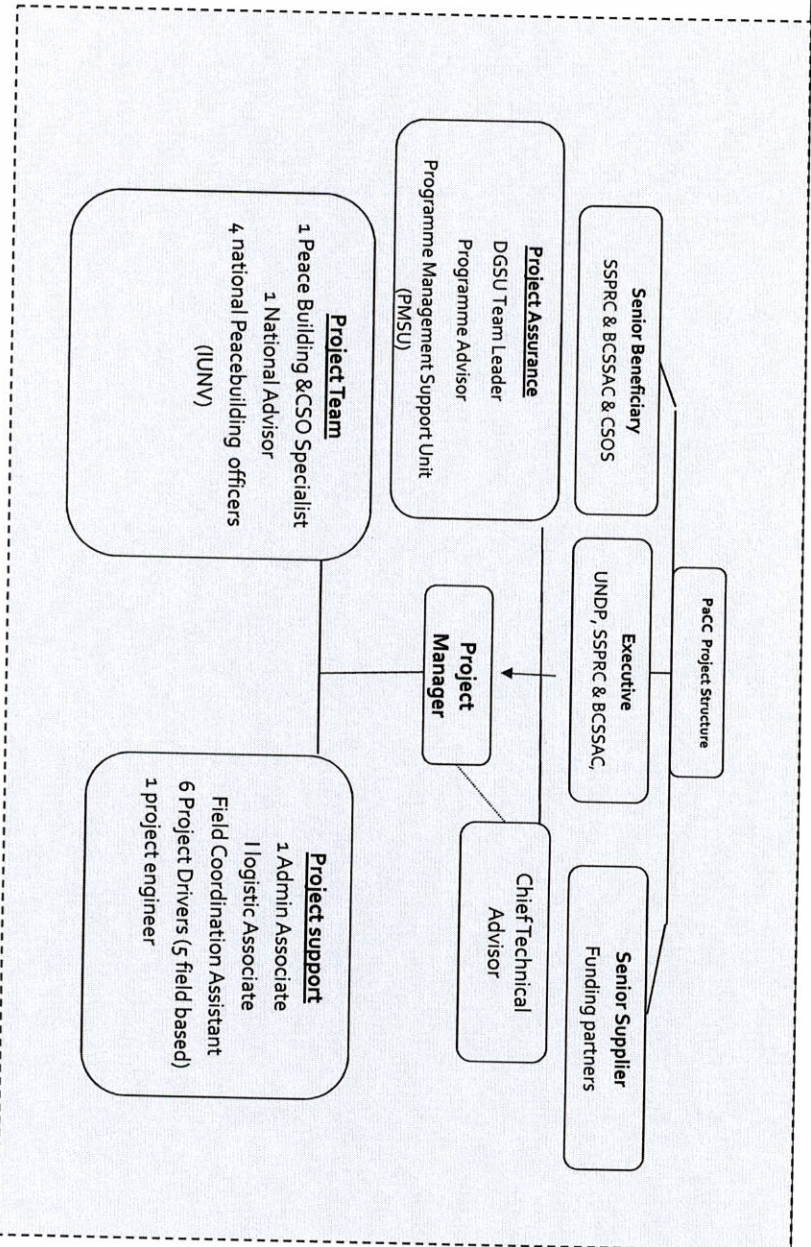 PaCC Project Structure
Senior Beneficiary
SSPRC & BCSSAC & CSOS
Executive
UNDP, SSPRC & BCSSAC,
Senior Supplier
Funding partners
Project Assurance
DGSU Team Leader
Programme Advisor
Programme Management Support Unit
(PMSU)
Project
Manager
Chief Technical
Advisor
Project Team
1 Peace Building &CSO Specialist
1 National Advisor
4 national Peacebuilding officers
(IUNV)
Project support
1 Admin Associate
I logistic Associate
Field Coordination Assistant
6 Project Drivers (5 field based)
1 project engineer